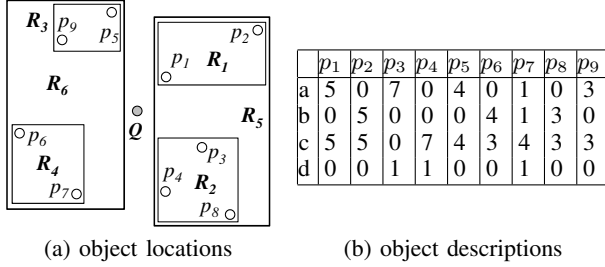 R3 p9 p5
R6
R4 p6 p7
Q
R1 p1 p2
R5
R2 p3 p4 p8
(a) object locations
p1 p2 p3 p4 p5 p6 p7 p8 p9
a 5 0 7 0 4 0 1 0 3
b 0 5 0 0 0 4 1 3 0
c 5 5 0 7 4 3 4 3 3
d 0 0 1 1 0 0 1 0 0
(b) object descriptions